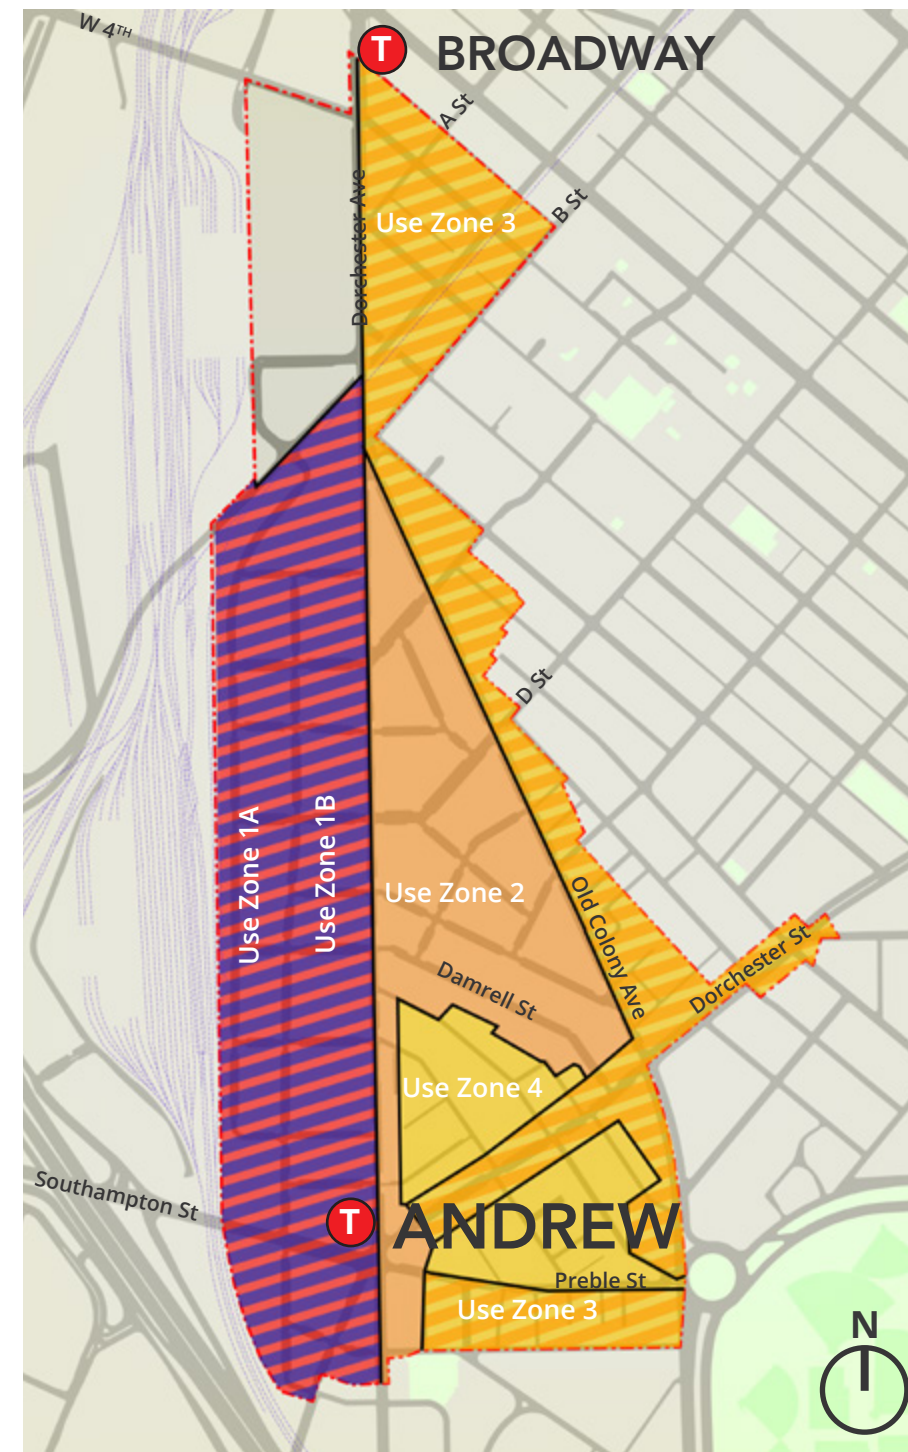 W 4TH
T
BROADWAY
A St
Dorchester Ave
B St
Use Zone 3
D St
Use Zone 1A
Use Zone 1B
Use Zone 2
Old Colony Ave
Dorchester St
Damrell St
Use Zone 4
Southampton St
T
ANDREW
Preble St
Use Zone 3
N